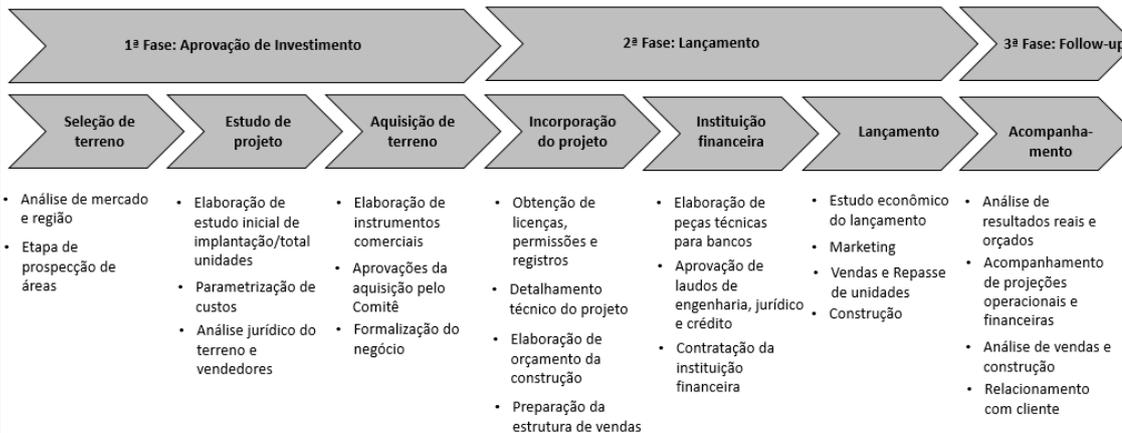 1ª Fase: Aprovação de Investimento
2ª Fase: Lançamento
3ª Fase: Follow-up
Seleção de
terreno
Estudo de
projeto
Aquisição de
terreno
Incorporação
do projeto
Instituição
financeira
Lançamento
Acompanha-
mento
• Análise de mercado
e região
• Etapa de
prospecção de
áreas
• Elaboração de
estudo inicial de
implantação/total
unidades
• Parametrização de
custos
• Análise jurídico do
terreno e
vendedores
• Elaboração de
instrumentos
comerciais
• Aprovações da
aquisição pelo
Comitê
• Formalização do
negócio
• Obtenção de
licenças,
permissões e
registros
• Detalhamento
técnico do projeto
• Elaboração de
orçamento da
construção
• Preparação da
estrutura de vendas
• Elaboração de
peças técnicas
para bancos
• Aprovação de
laudos de
engenharia, jurídico
e crédito
• Contratação da
instituição
financeira
• Estudo econômico
do lançamento
• Marketing
• Vendas e Repasse
de unidades
• Construção
• Análise de
resultados reais e
orçados
• Acompanhamento
de projeções
operacionais e
financeiras
• Análise de vendas e
construção
• Relacionamento
com cliente